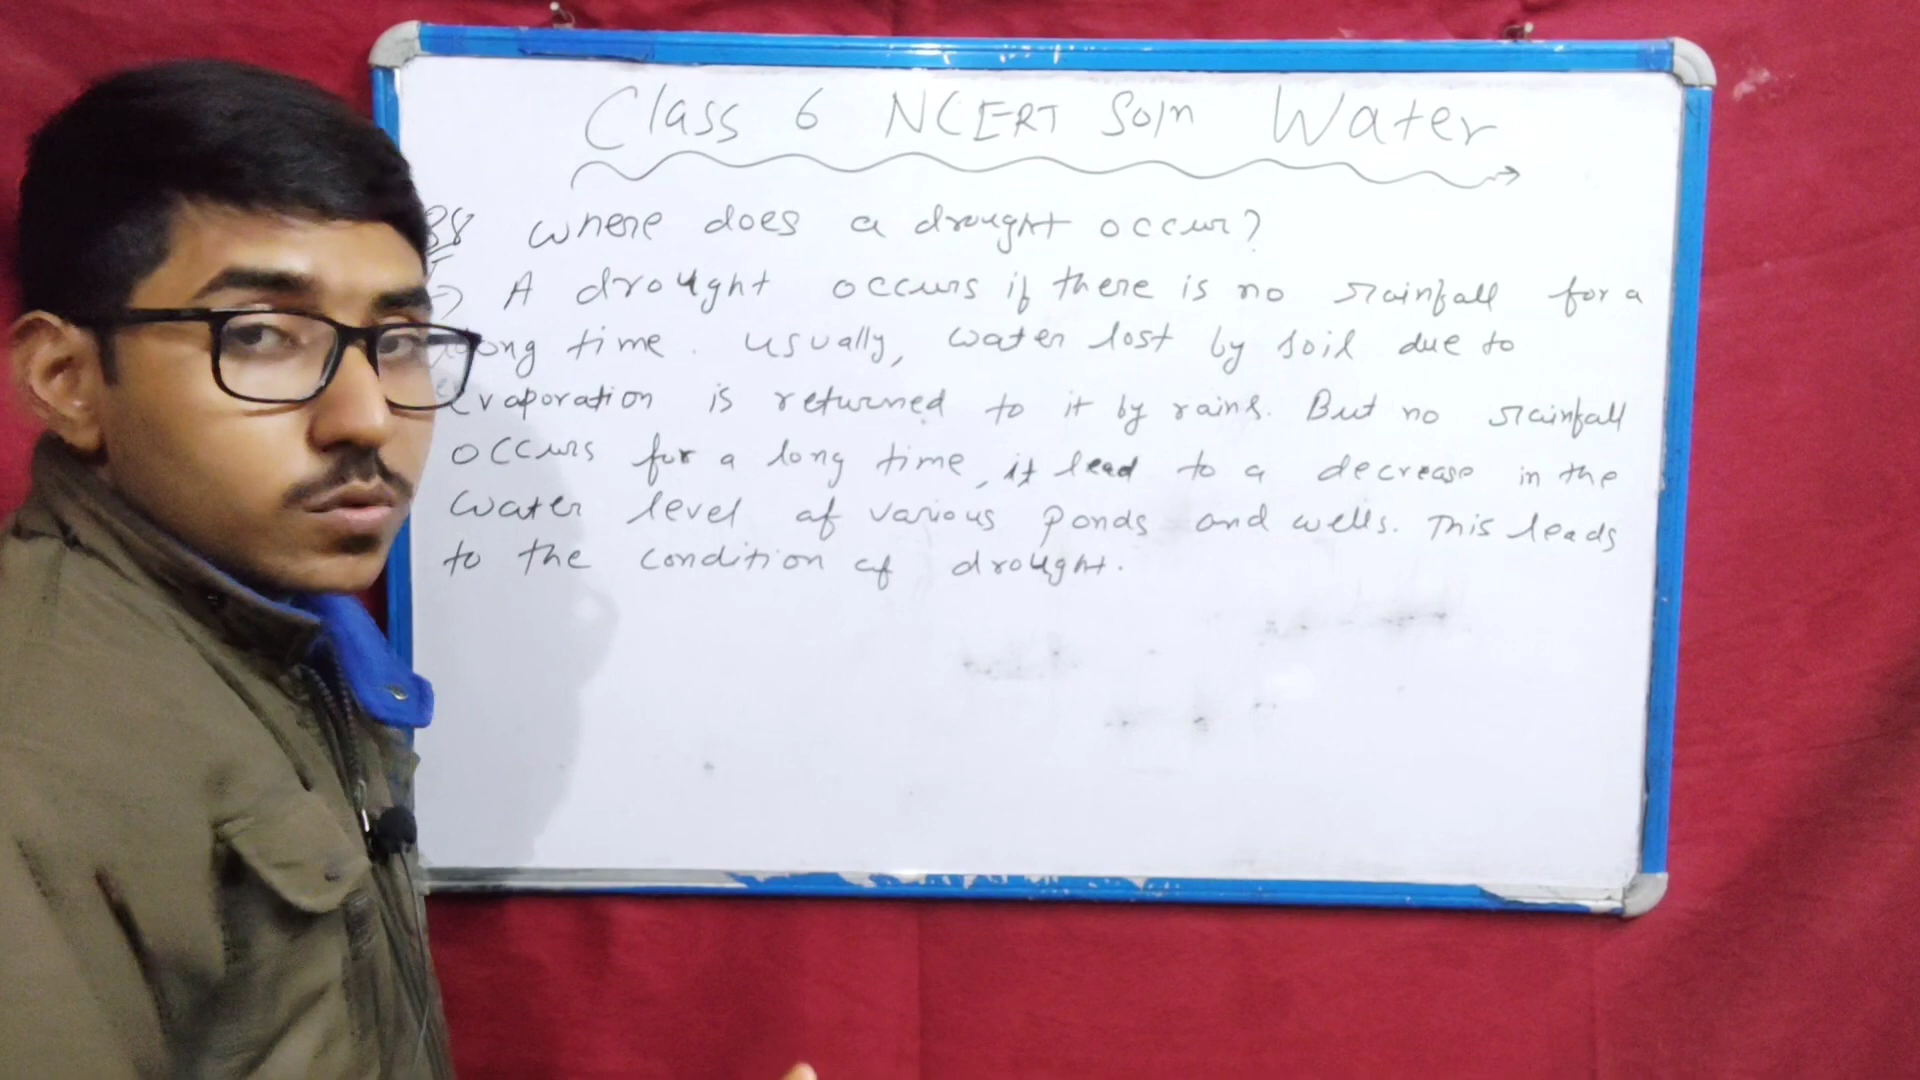 Class 6 NCERT Soln Water
38 Where does a drought occur?
→ A drought occurs if there is no rainfall for a
long time. Usually, water lost by soil due to
evaporation is returned to it by rains. But no rainfall
occurs for a long time, it lead to a decrease in the
water level of various ponds and wells. This leads
to the condition of drought.